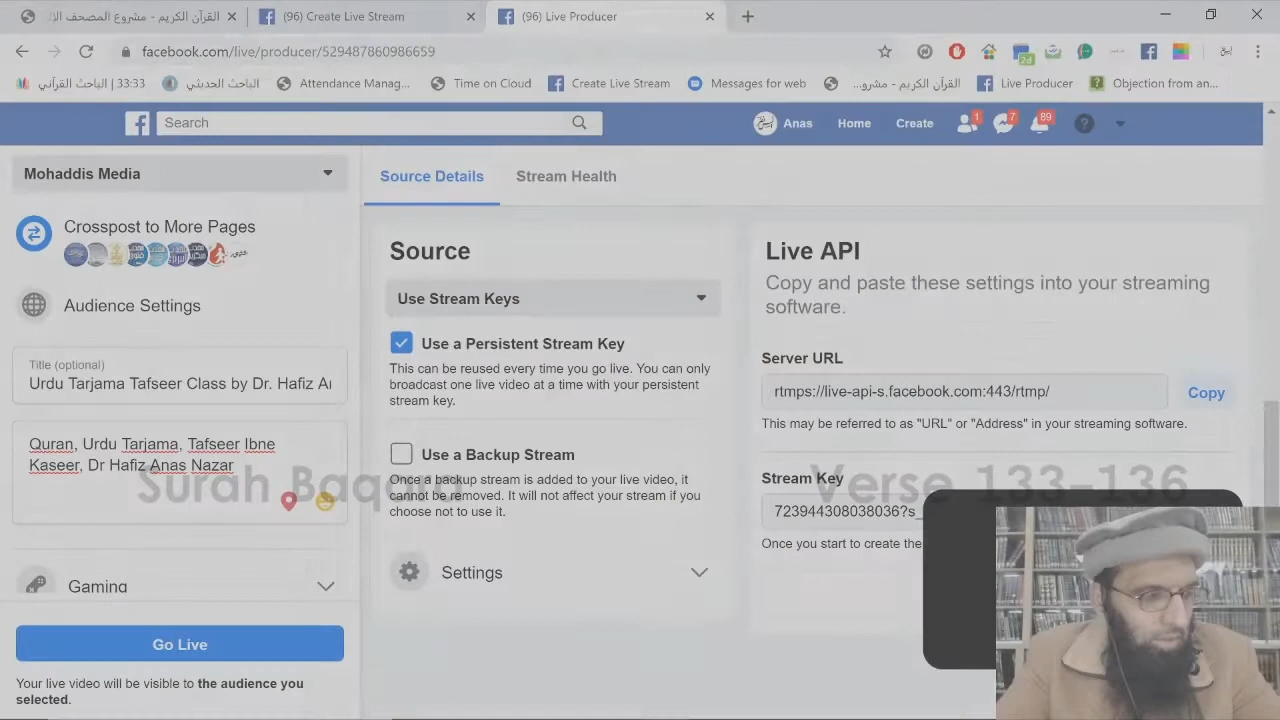 القرآن الكريم - مشروع المصحف الإ
(96) Create Live Stream
(96) Live Producer
facebook.com/live/producer/529487860986659
2d
الباحث القرآني | 33:33
الباحث الحديثي
Attendance Manag...
Time on Cloud
Create Live Stream
Messages for web
القرآن الكريم - مشرو...
Live Producer
Objection from an...
Search
Anas
Home
Create
1
7
89
Mohaddis Media
Crosspost to More Pages
Audience Settings
Title (optional)
Urdu Tarjama Tafseer Class by Dr. Hafiz Ar
Quran, Urdu Tarjama, Tafseer Ibne
Kaseer, Dr Hafiz Anas Nazar
Gaming
Go Live
Your live video will be visible to the audience you
selected.
Source Details
Stream Health
Source
Use Stream Keys
Use a Persistent Stream Key
This can be reused every time you go live. You can only
broadcast one live video at a time with your persistent
stream key.
Use a Backup Stream
Once a backup stream is added to your live video, it
cannot be removed. It will not affect your stream if you
choose not to use it.
Settings
Live API
Copy and paste these settings into your streaming
software.
Server URL
rtmps://live-api-s.facebook.com:443/rtmp/
Copy
This may be referred to as "URL" or "Address" in your streaming software.
Stream Key
723944308038036?s_
Once you start to create the
Surah Baqara
Verse 133-136